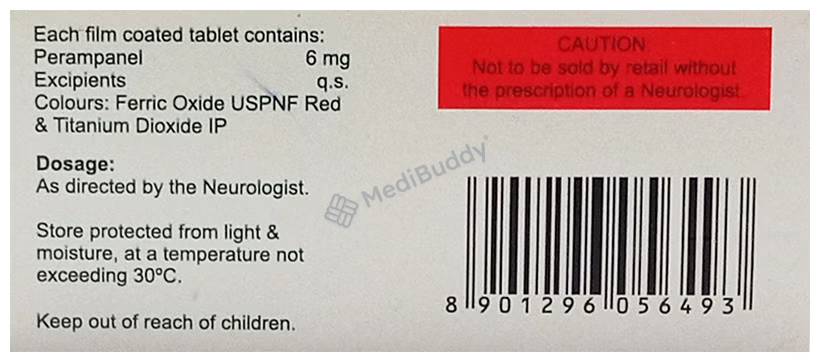 Each film coated tablet contains:
Perampanel 6 mg
Excipients q.s.
Colours: Ferric Oxide USPNF Red
& Titanium Dioxide IP
Dosage:
As directed by the Neurologist.
Store protected from light &
moisture, at a temperature not
exceeding 30ºC.
Keep out of reach of children.
CAUTION
Not to be sold by retail without
the prescription of a Neurologist.
MediBuddy
8 901296 056493